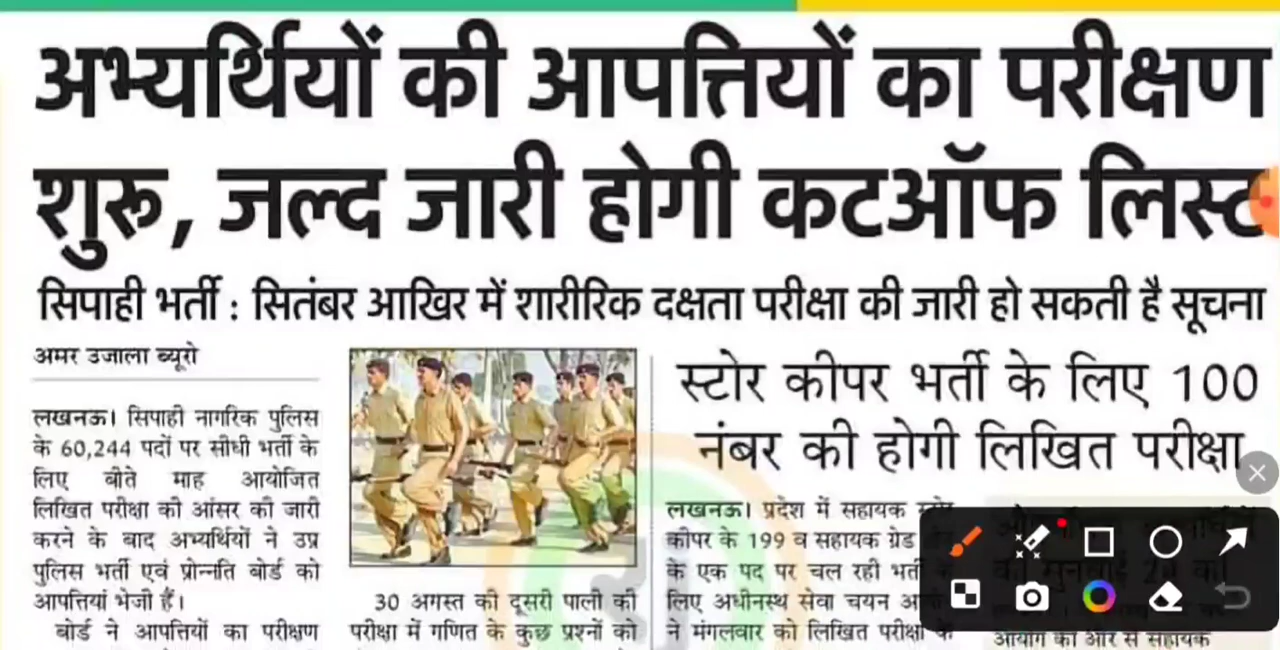 अभ्यर्थियों की आपत्तियों का परीक्षण
शुरू, जल्द जारी होगी कटऑफ लिस्ट
सिपाही भर्ती : सितंबर आखिर में शारीरिक दक्षता परीक्षा की जारी हो सकती है सूचना
अमर उजाला ब्यूरो
लखनऊ। सिपाही नागरिक पुलिस
के 60,244 पदों पर सीधी भर्ती के
लिए बीते माह आयोजित
लिखित परीक्षा की आंसर की जारी
करने के बाद अभ्यर्थियों ने उप्र
पुलिस भर्ती एवं प्रोन्नति बोर्ड को
आपत्तियां भेजी हैं।
बोर्ड ने आपत्तियों का परीक्षण
30 अगस्त की दूसरी पाली की
परीक्षा में गणित के कुछ प्रश्नों को
स्टोर कीपर भर्ती के लिए 100
नंबर की होगी लिखित परीक्षा
लखनऊ। प्रदेश में सहायक स्टोर
कीपर के 199 व सहायक ग्रेड
के एक पद पर चल रही भर्ती के
लिए अधीनस्थ सेवा चयन
ने मंगलवार को लिखित परीक्षा के
आयोग की ओर से सहायक